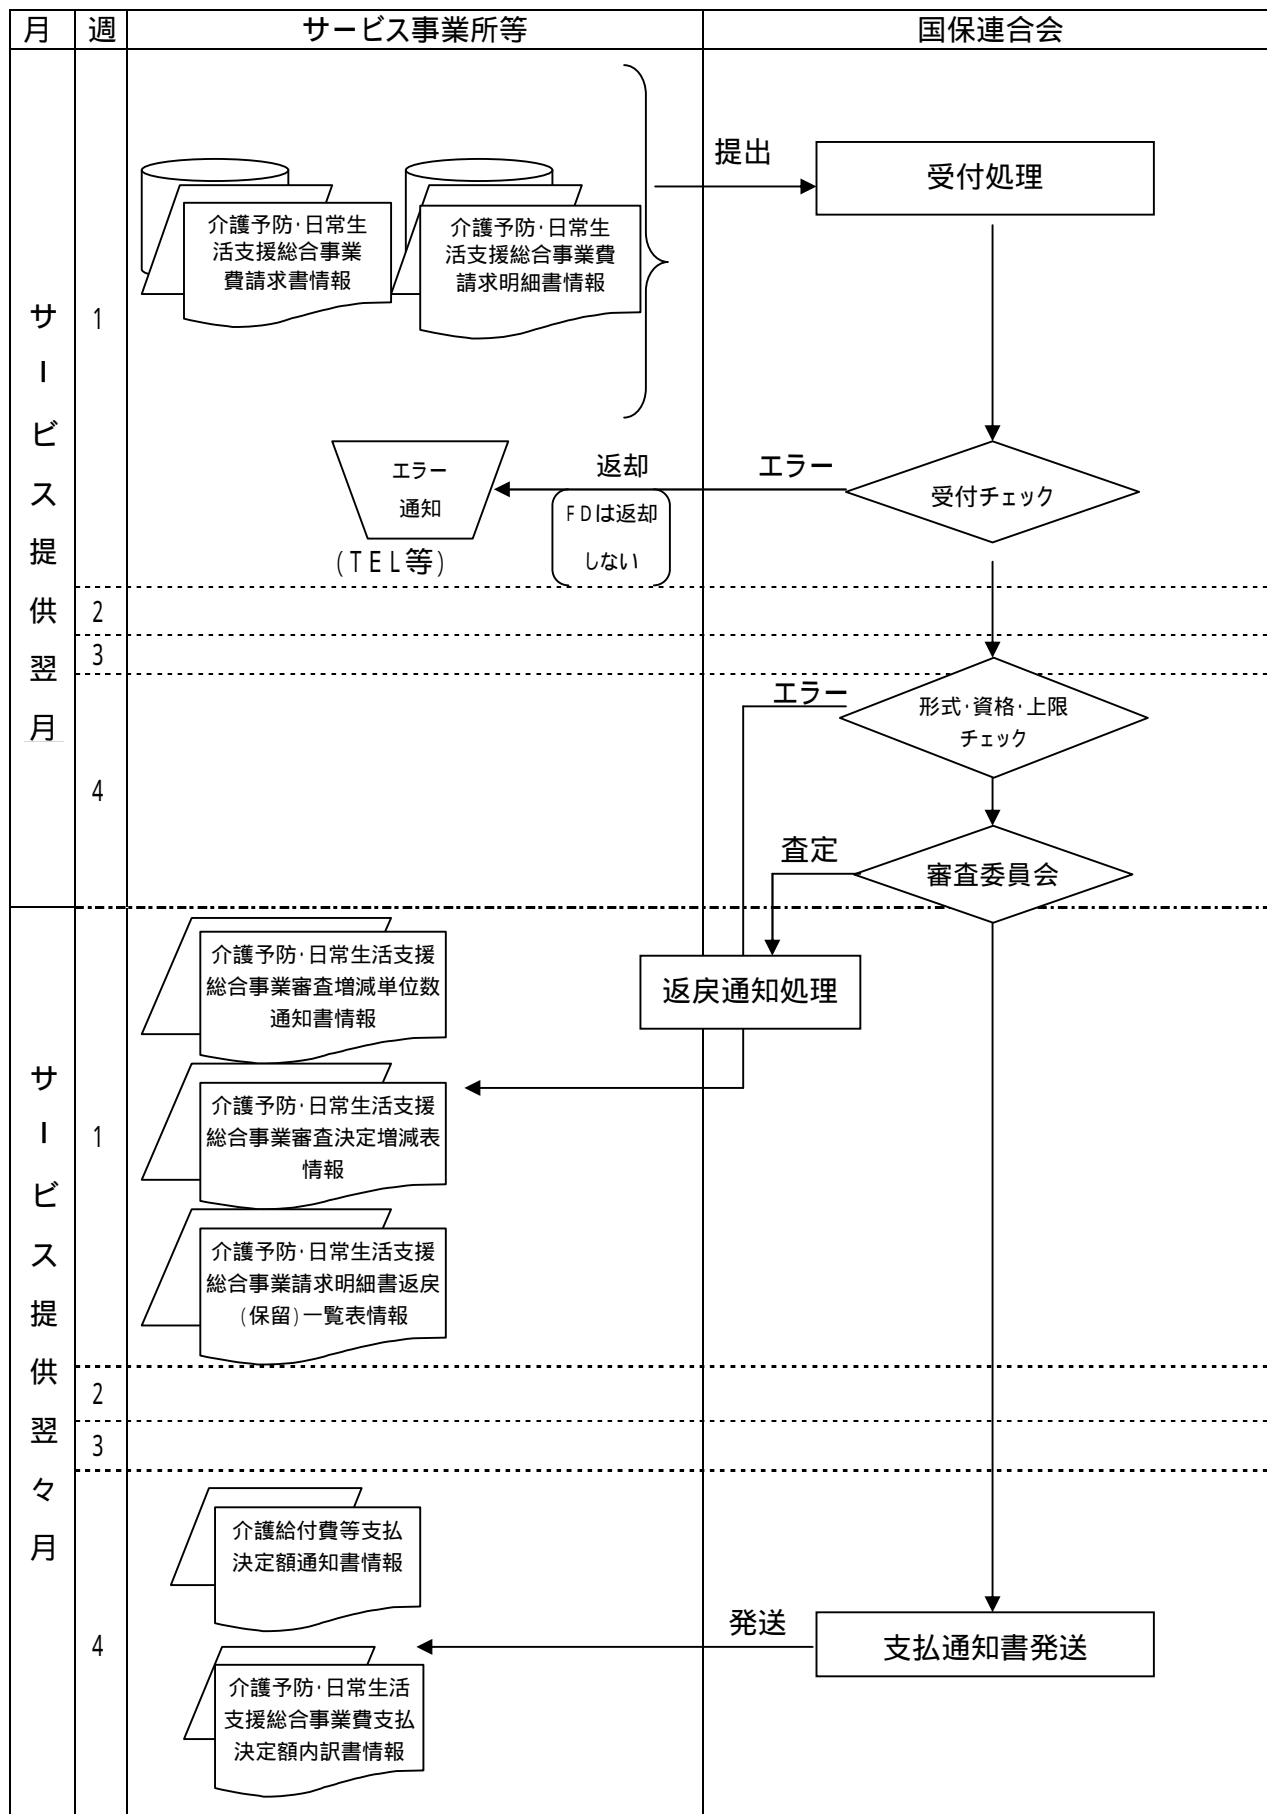 月 週 サービス事業所等 国保連合会
サービス提供翌月
1
提出
受付処理
介護予防・日常生
活支援総合事業
費請求書情報
介護予防・日常生
活支援総合事業費
請求明細書情報
返却
エラー
エラー
通知
(TEL等)
FDは返却
しない
受付チェック
2
3
エラー
形式・資格・上限
チェック
4
査定
審査委員会
サービス提供翌々月
介護予防・日常生活支援
総合事業審査増減単位数
通知書情報
返戻通知処理
1
介護予防・日常生活支援
総合事業審査決定増減表
情報
介護予防・日常生活支援
総合事業請求明細書返戻
(保留)一覧表情報
2
3
介護給付費等支払
決定額通知書情報
4
発送
支払通知書発送
介護予防・日常生活
支援総合事業費支払
決定額内訳書情報